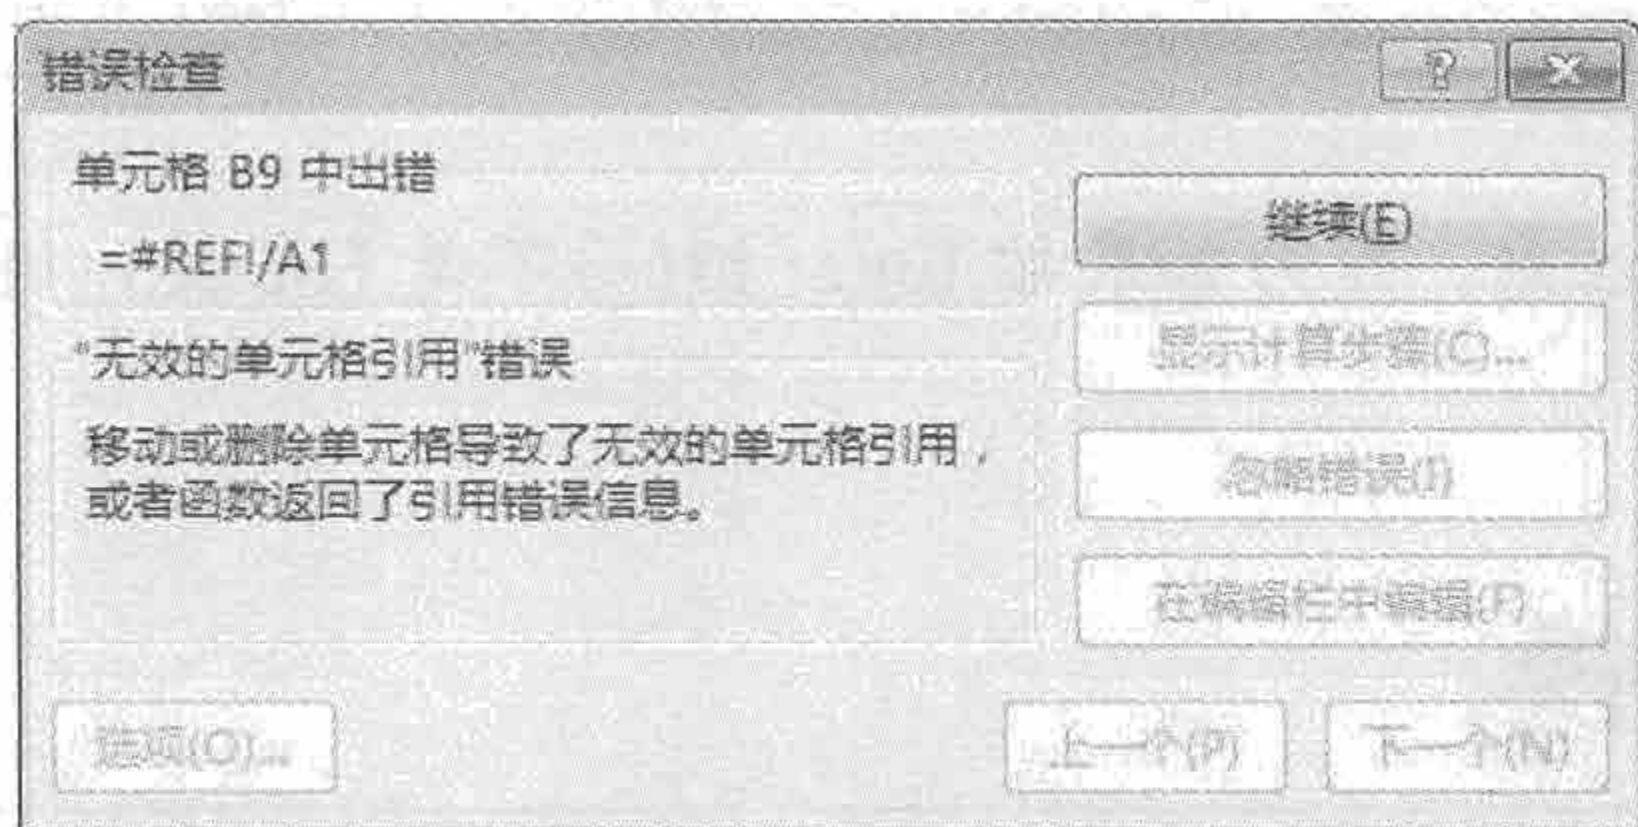 错误检查
单元格 B9 中出错
=#REF!/A1
"无效的单元格引用"错误
移动或删除单元格导致了无效的单元格引用，
或者函数返回了引用错误信息。
继续(E)
显示计算步骤(C)...
忽略错误(I)
在编辑栏中编辑(F)
选项(O)...
上一个(P)
下一个(N)